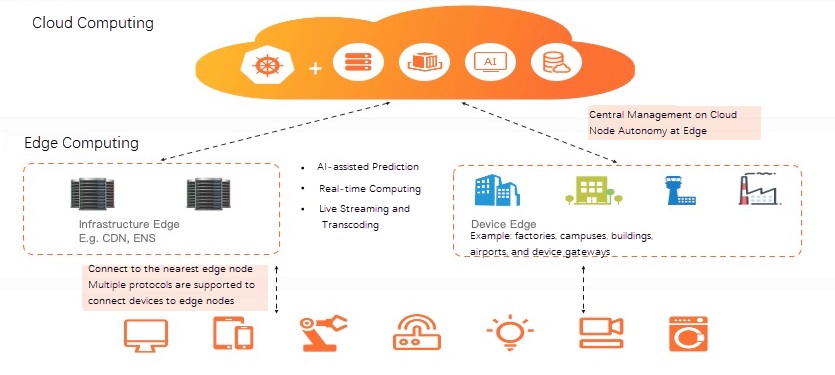 Cloud Computing
+
AI
Central Management on Cloud
Node Autonomy at Edge
Edge Computing
• AI-assisted Prediction
• Real-time Computing
• Live Streaming and
Transcoding
Infrastructure Edge
E.g. CDN, ENS
Device Edge
Example: factories, campuses, buildings,
airports, and device gateways
Connect to the nearest edge node
Multiple protocols are supported to
connect devices to edge nodes